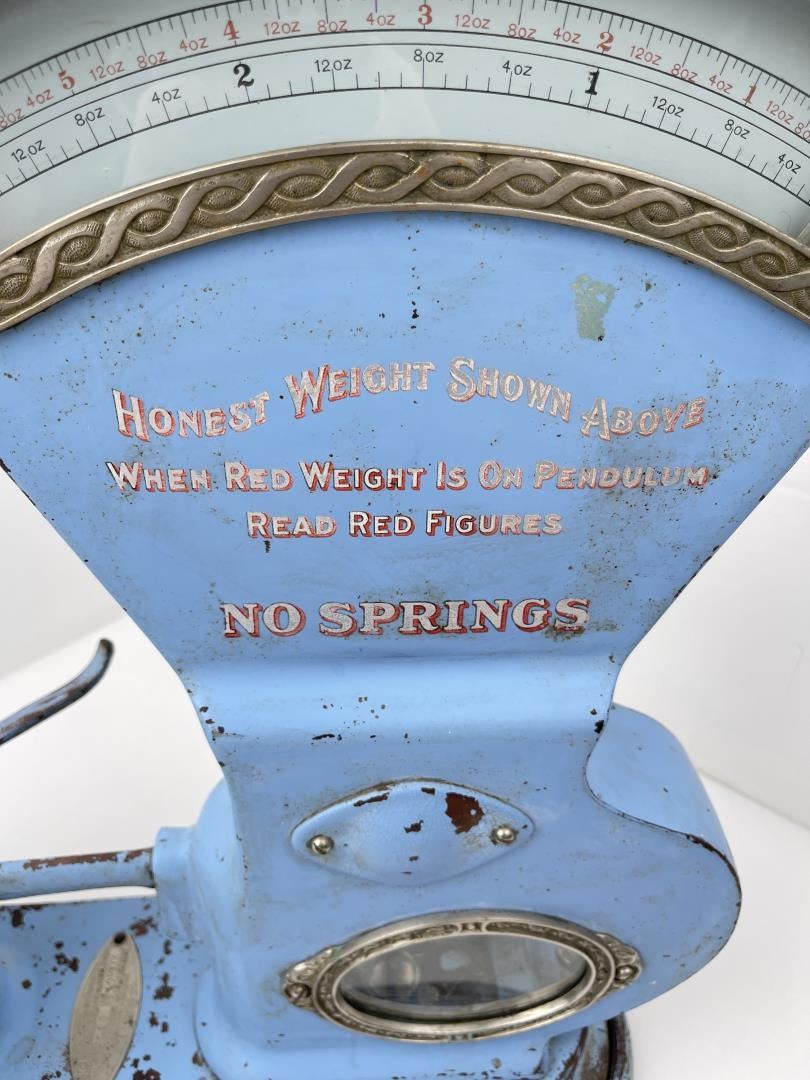 8oz 4oz 5 12oz 8oz 4oz 4 12oz 8oz 4oz 3 12oz 8oz 4oz 2 12oz 8oz 4oz 1 12oz 8oz
12oz 8oz 4oz 2 12oz 8oz 4oz 1 12oz 8oz 4oz
HONEST WEIGHT SHOWN ABOVE
WHEN RED WEIGHT IS ON PENDULUM
READ RED FIGURES
NO SPRINGS